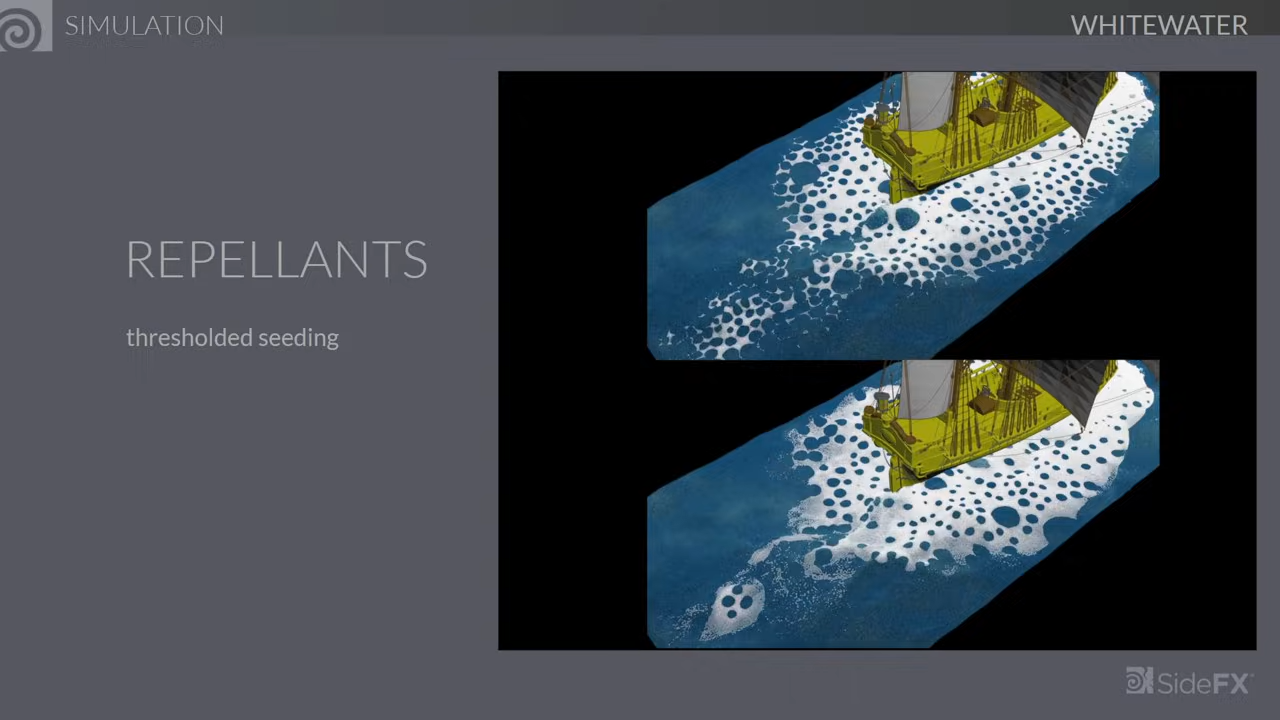 SIMULATION
WHITEWATER
REPELLANTS
thresholded seeding
SideFX